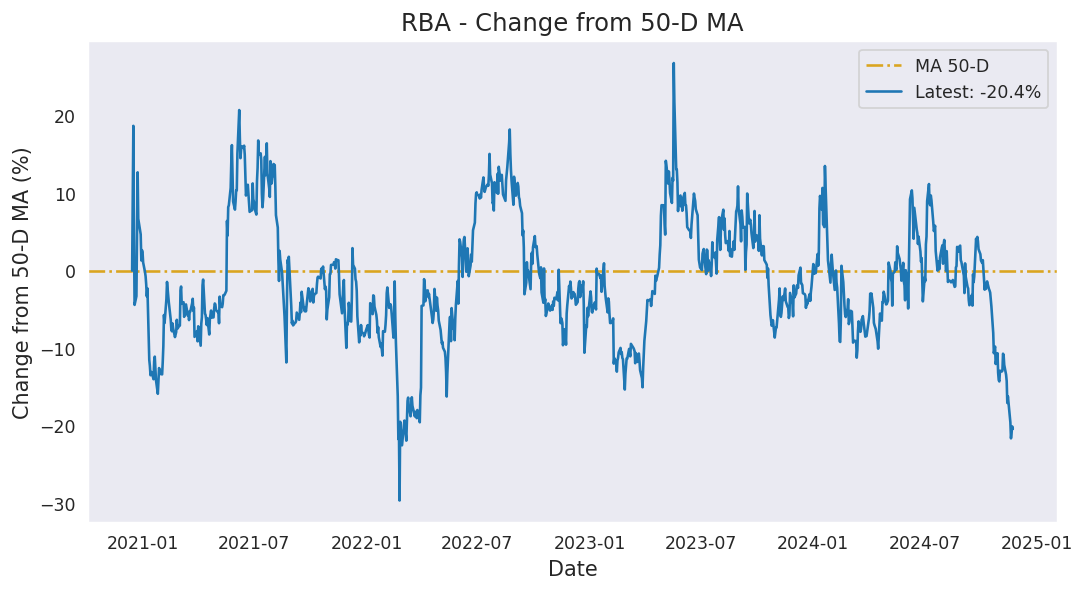 RBA - Change from 50-D MA
MA 50-D
Latest: -20.4%
Change from 50-D MA (%)
20
10
0
−10
−20
−30
2021-01 2021-07 2022-01 2022-07 2023-01 2023-07 2024-01 2024-07 2025-01
Date